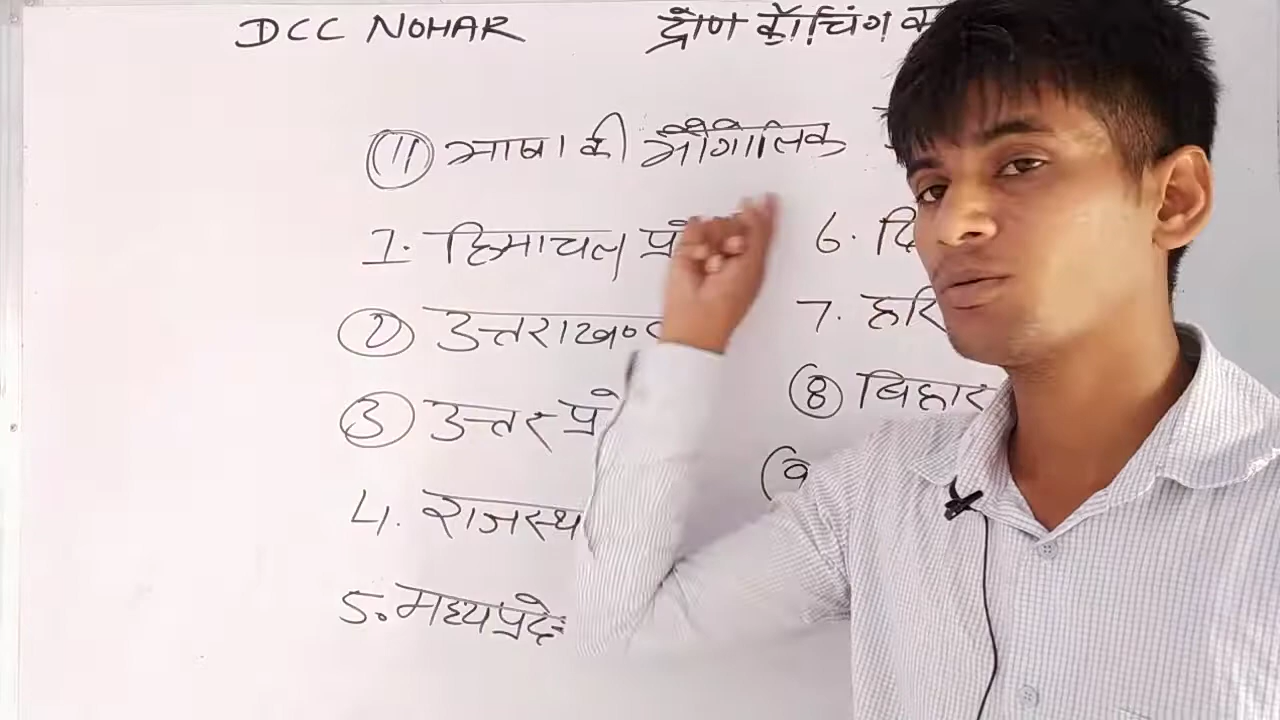 DCC NOHAR द्रोण कोचिंग
(11) भाषा की भौगोलिक
1. हिमाचल
(2) उत्तराखण्ड
(3) उत्तर प्र
4. राजस्थ
5. मध्यप्रदे
6. दि
7. हरि
(8) बिहार